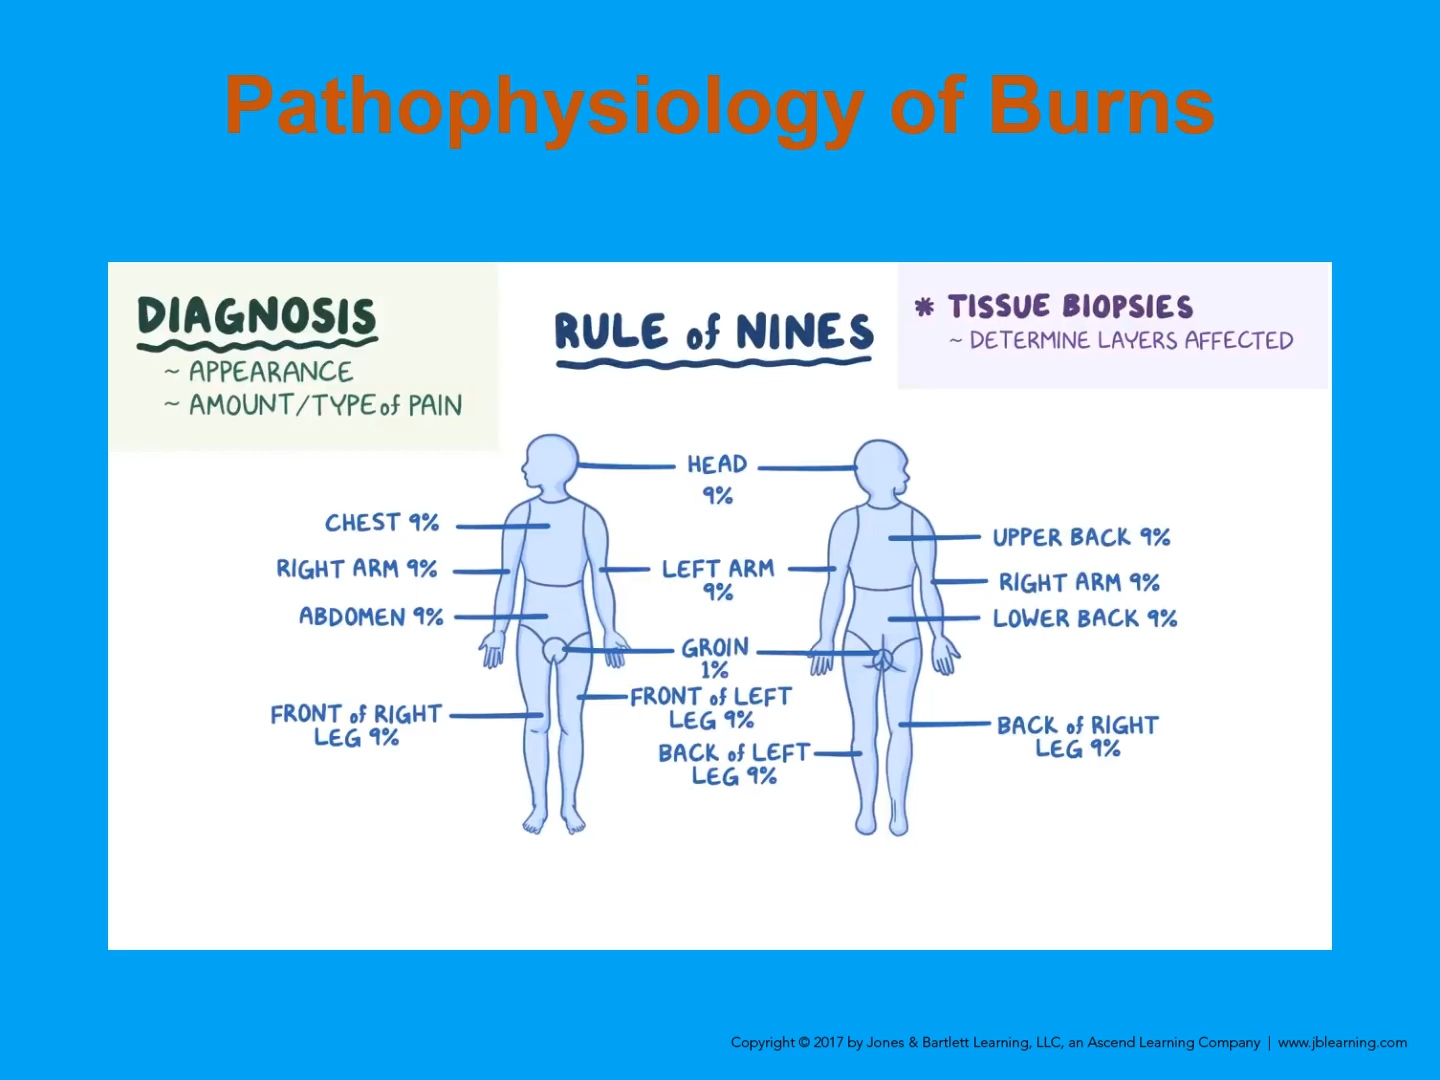 Pathophysiology of Burns
DIAGNOSIS
~ APPEARANCE
~ AMOUNT/TYPE of PAIN
RULE of NINES
* TISSUE BIOPSIES
~ DETERMINE LAYERS AFFECTED
HEAD
9%
CHEST 9%
RIGHT ARM 9%
ABDOMEN 9%
FRONT of RIGHT
LEG 9%
LEFT ARM
9%
GROIN
1%
FRONT of LEFT
LEG 9%
BACK of LEFT
LEG 9%
UPPER BACK 9%
RIGHT ARM 9%
LOWER BACK 9%
BACK of RIGHT
LEG 9%
Copyright © 2017 by Jones & Bartlett Learning, LLC, an Ascend Learning Company | www.jblearning.com